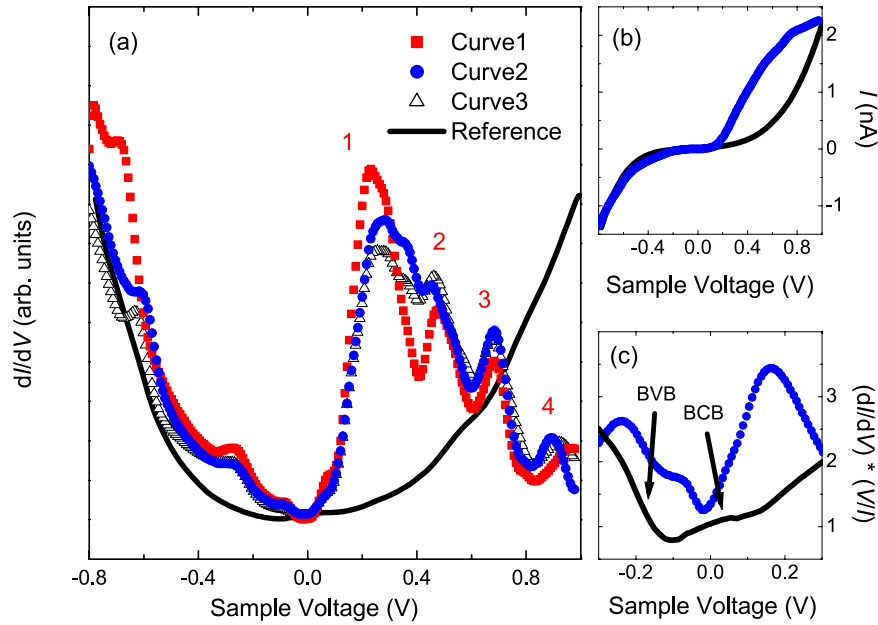 (a)
Curve1
Curve2
Curve3
Reference
1
2
3
4
dI/dV (arb. units)
-0.8
-0.4
0.0
0.4
0.8
Sample Voltage (V)
(b)
2
1
0
-1
I (nA)
-0.4
0.0
0.4
0.8
Sample Voltage (V)
(c)
BVB
BCB
3
2
1
(dI/dV) * (V/I)
-0.2
0.0
0.2
Sample Voltage (V)